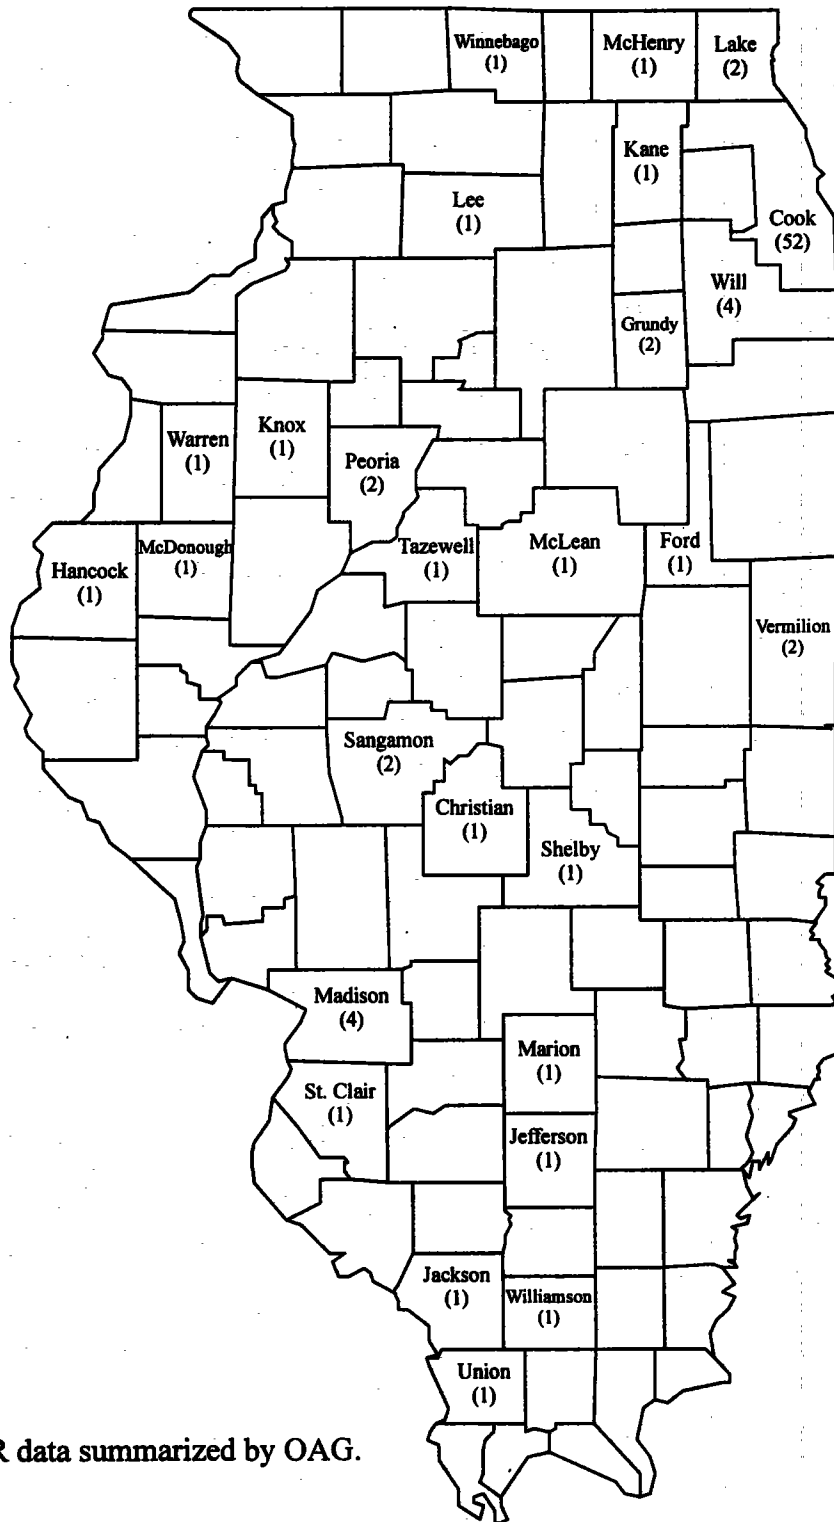 Winnebago
(1)
McHenry
(1)
Lake
(2)
Kane
(1)
Lee
(1)
Cook
(52)
Will
(4)
Grundy
(2)
Warren
(1)
Knox
(1)
Peoria
(2)
Hancock
(1)
McDonough
(1)
Tazewell
(1)
McLean
(1)
Ford
(1)
Vermilion
(2)
Sangamon
(2)
Christian
(1)
Shelby
(1)
Madison
(4)
Marion
(1)
St. Clair
(1)
Jefferson
(1)
Jackson
(1)
Williamson
(1)
Union
(1)
R data summarized by OAG.